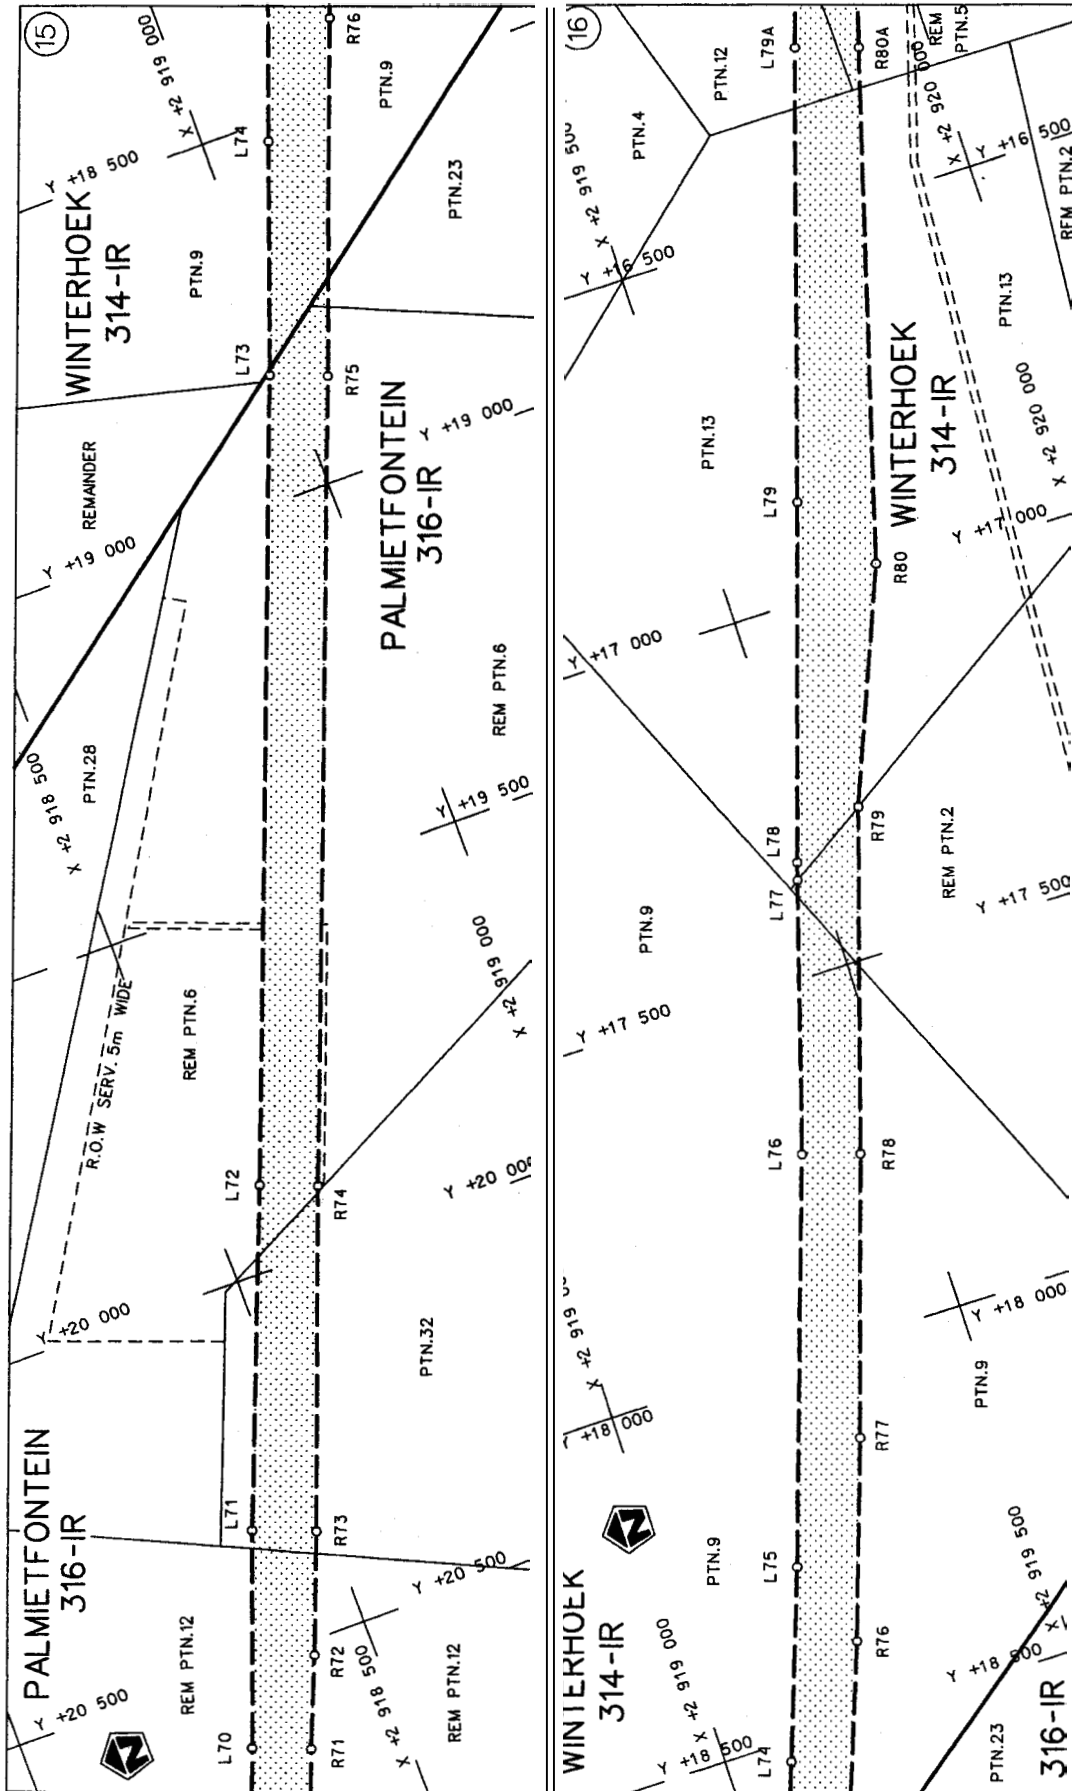 15
X +2 919 000
R76
PTN.9
L74
Y +18 500
WINTERHOEK
314-IR
PTN.9
PTN.23
L73
R75
REMAINDER
PALMIETFONTEIN
316-IR
Y +19 000
Y +19 000
REM PTN.6
X +2 918 500
PTN.28
Y +19 500
X +2 919 000
REM PTN.6
R.O.W SERV. 5m WIDE
L72
R74
Y +20 000
Y +20 000
PTN.32
PALMIETFONTEIN
316-IR
L71
R73
Y +20 500
REM PTN.12
R72
X +2 918 500
REM PTN.12
Y +20 500
L70
R71
16
L79A
R80A
REM
PTN.5
PTN.12
PTN.4
X +2 919 500
Y +16 500
X +2 920 000
Y +16 500
REM PTN.2
PTN.13
PTN.13
WINTERHOEK
314-IR
X +2 920 000
L79
R80
Y +17 000
Y +17 000
L78
L77
R79
REM PTN.2
Y +17 500
PTN.9
Y +17 500
L76
R78
Y +18 000
X +2 919
+18 000
PTN.9
R77
PTN.9
L75
X +2 919 500
WINTERHOEK
314-IR
X +2 919 000
R76
Y +18 500
Y +18 500
L74
PTN.23
316-IR